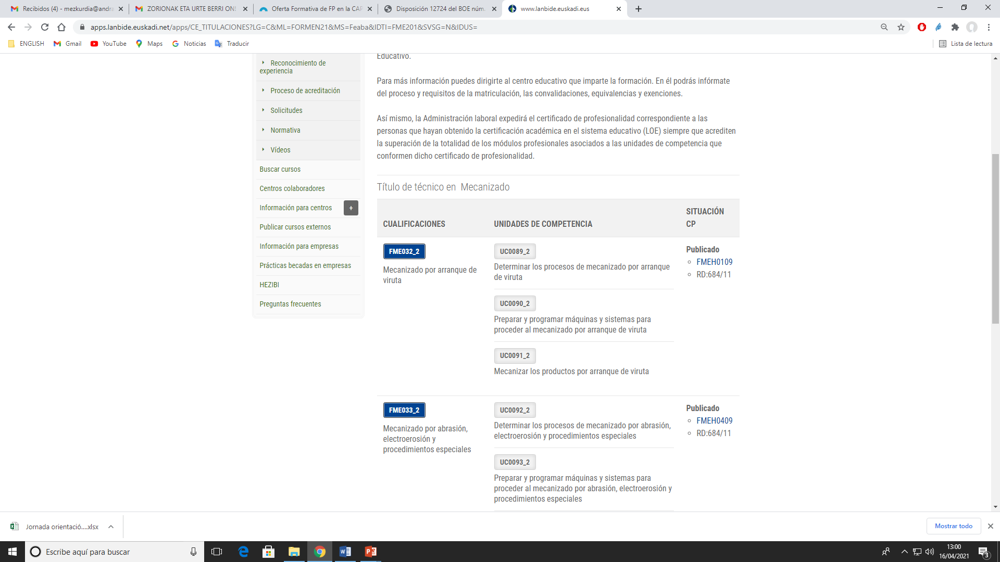 Recibidos (4) - mezkurdia@andra
ZORIONAK ETA URTE BERRI ON!
Oferta Formativa de FP en la CAP
Disposición 12724 del BOE núm.
www.lanbide.euskadi.eus
apps.lanbide.euskadi.net/apps/CE_TITULACIONES?LG=C&ML=FORMEN21&MS=Feaba&IDTI=FME201&SVSG=N&IDUS=
ENGLISH
Gmail
YouTube
Maps
Noticias
Traducir
Lista de lectura
Reconocimiento de
experiencia
Proceso de acreditación
Solicitudes
Normativa
Vídeos
Buscar cursos
Centros colaboradores
Información para centros
+
Publicar cursos externos
Información para empresas
Prácticas becadas en empresas
HEZIBI
Preguntas frecuentes
Educativo.
Para más información puedes dirigirte al centro educativo que imparte la formación. En él podrás infórmate
del proceso y requisitos de la matriculación, las convalidaciones, equivalencias y exenciones.
Así mismo, la Administración laboral expedirá el certificado de profesionalidad correspondiente a las
personas que hayan obtenido la certificación académica en el sistema educativo (LOE) siempre que acrediten
la superación de la totalidad de los módulos profesionales asociados a las unidades de competencia que
conformen dicho certificado de profesionalidad.
Título de técnico en Mecanizado
CUALIFICACIONES
UNIDADES DE COMPETENCIA
SITUACIÓN
CP
FME032_2
Mecanizado por arranque de
viruta
UC0089_2
Determinar los procesos de mecanizado por arranque
de viruta
UC0090_2
Preparar y programar máquinas y sistemas para
proceder al mecanizado por arranque de viruta
UC0091_2
Mecanizar los productos por arranque de viruta
Publicado
FMEH0109
RD:684/11
FME033_2
Mecanizado por abrasión,
electroerosión y
procedimientos especiales
UC0092_2
Determinar los procesos de mecanizado por abrasión,
electroerosión y procedimientos especiales
UC0093_2
Preparar y programar máquinas y sistemas para
proceder al mecanizado por abrasión, electroerosión y
procedimientos especiales
Publicado
FMEH0409
RD:684/11
Jornada orientació....xlsx
Mostrar todo
Escribe aquí para buscar
13:00
16/04/2021
3